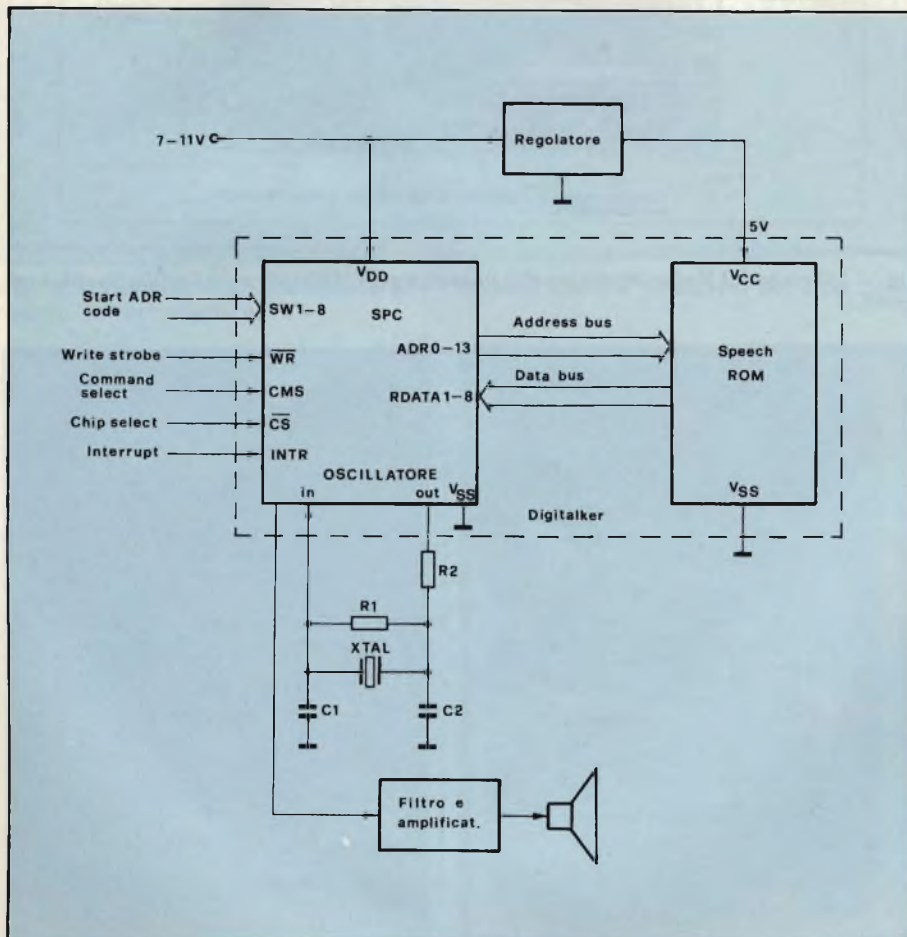 7–11V
Regolatore
5V
VDD
VCC
Start ADR
code
SW1–8
SPC
Address bus
ADR0–13
Speech
ROM
Write strobe
WR
Data bus
Command
select
CMS
RDATA1–8
Chip select
CS
Interrupt
INTR
OSCILLATORE
in
out
VSS
VSS
Digitalker
R2
R1
XTAL
C1
C2
Filtro e
amplificat.